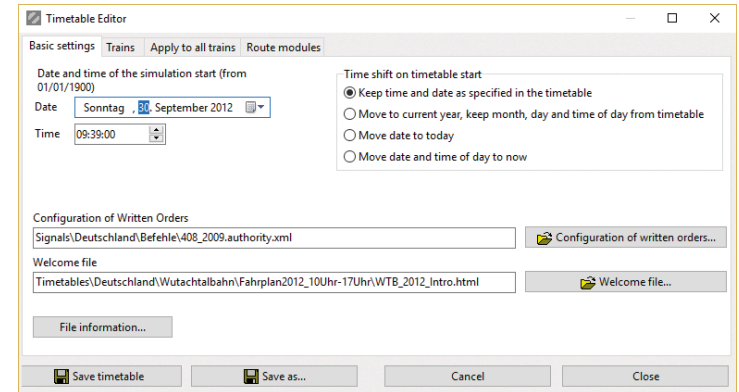 Timetable Editor
Basic settings Trains Apply to all trains Route modules
Date and time of the simulation start (from
01/01/1900)
Date Sonntag , 30. September 2012
Time 09:39:00
Time shift on timetable start
Keep time and date as specified in the timetable
Move to current year, keep month, day and time of day from timetable
Move date to today
Move date and time of day to now
Configuration of Written Orders
Signals\Deutschland\Befehle\408_2009.authority.xml
Configuration of written orders...
Welcome file
Timetables\Deutschland\Wutachtalbahn\Fahrplan2012_10Uhr-17Uhr\WTB_2012_Intro.html
Welcome file...
File information...
Save timetable Save as... Cancel Close